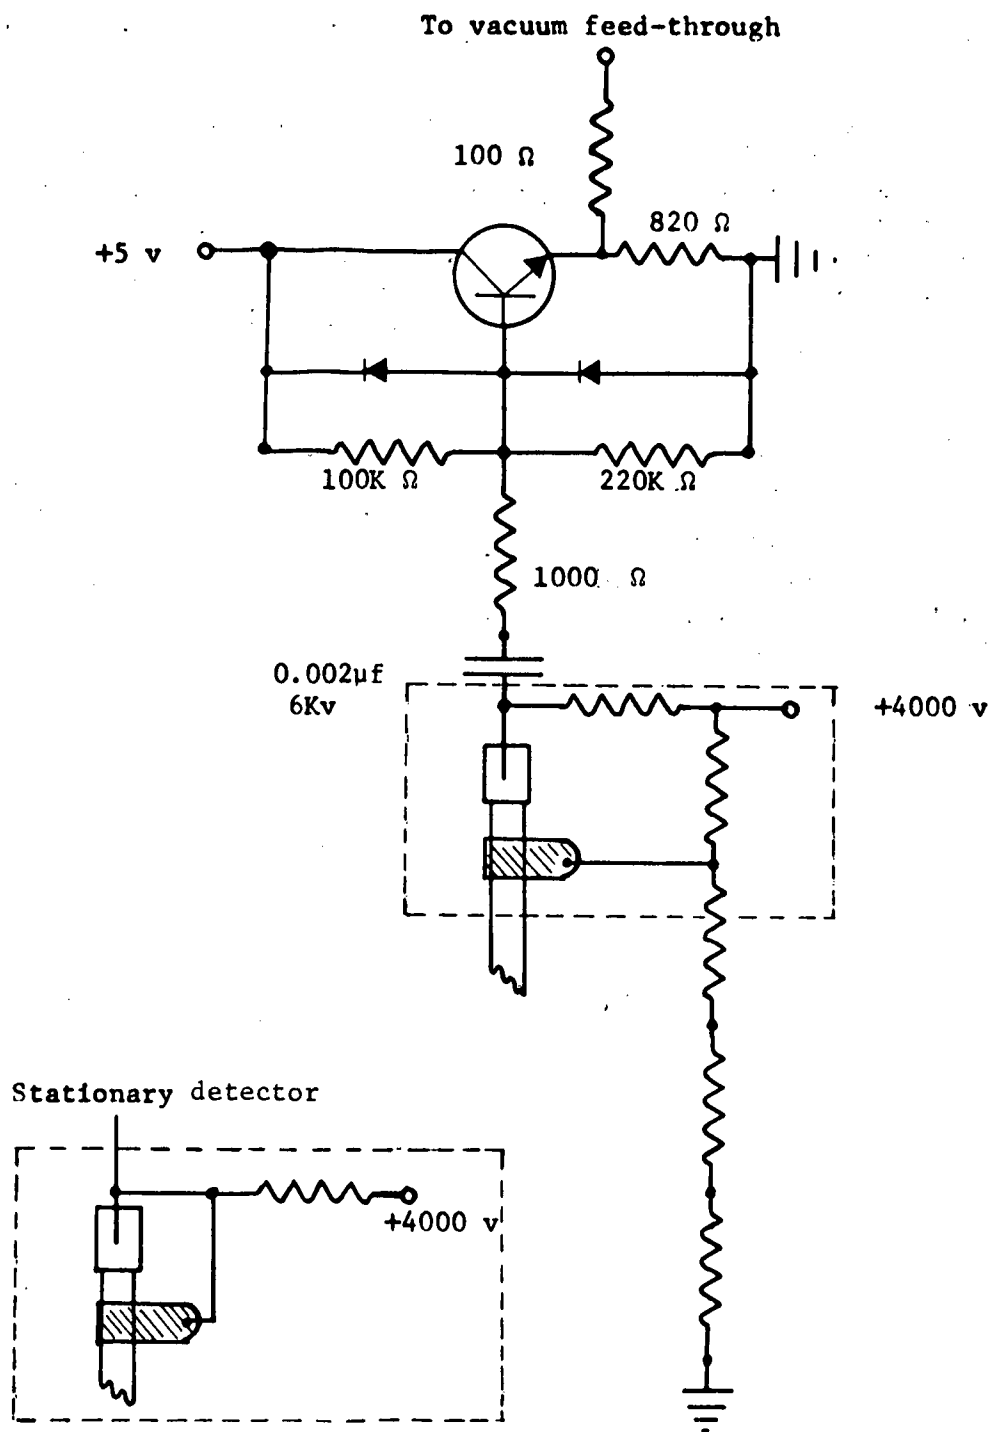 To vacuum feed-through
100 Ω
820 Ω
+5 v
100K Ω
220K Ω
1000 Ω
0.002μf
6Kv
+4000 v
Stationary detector
+4000 v